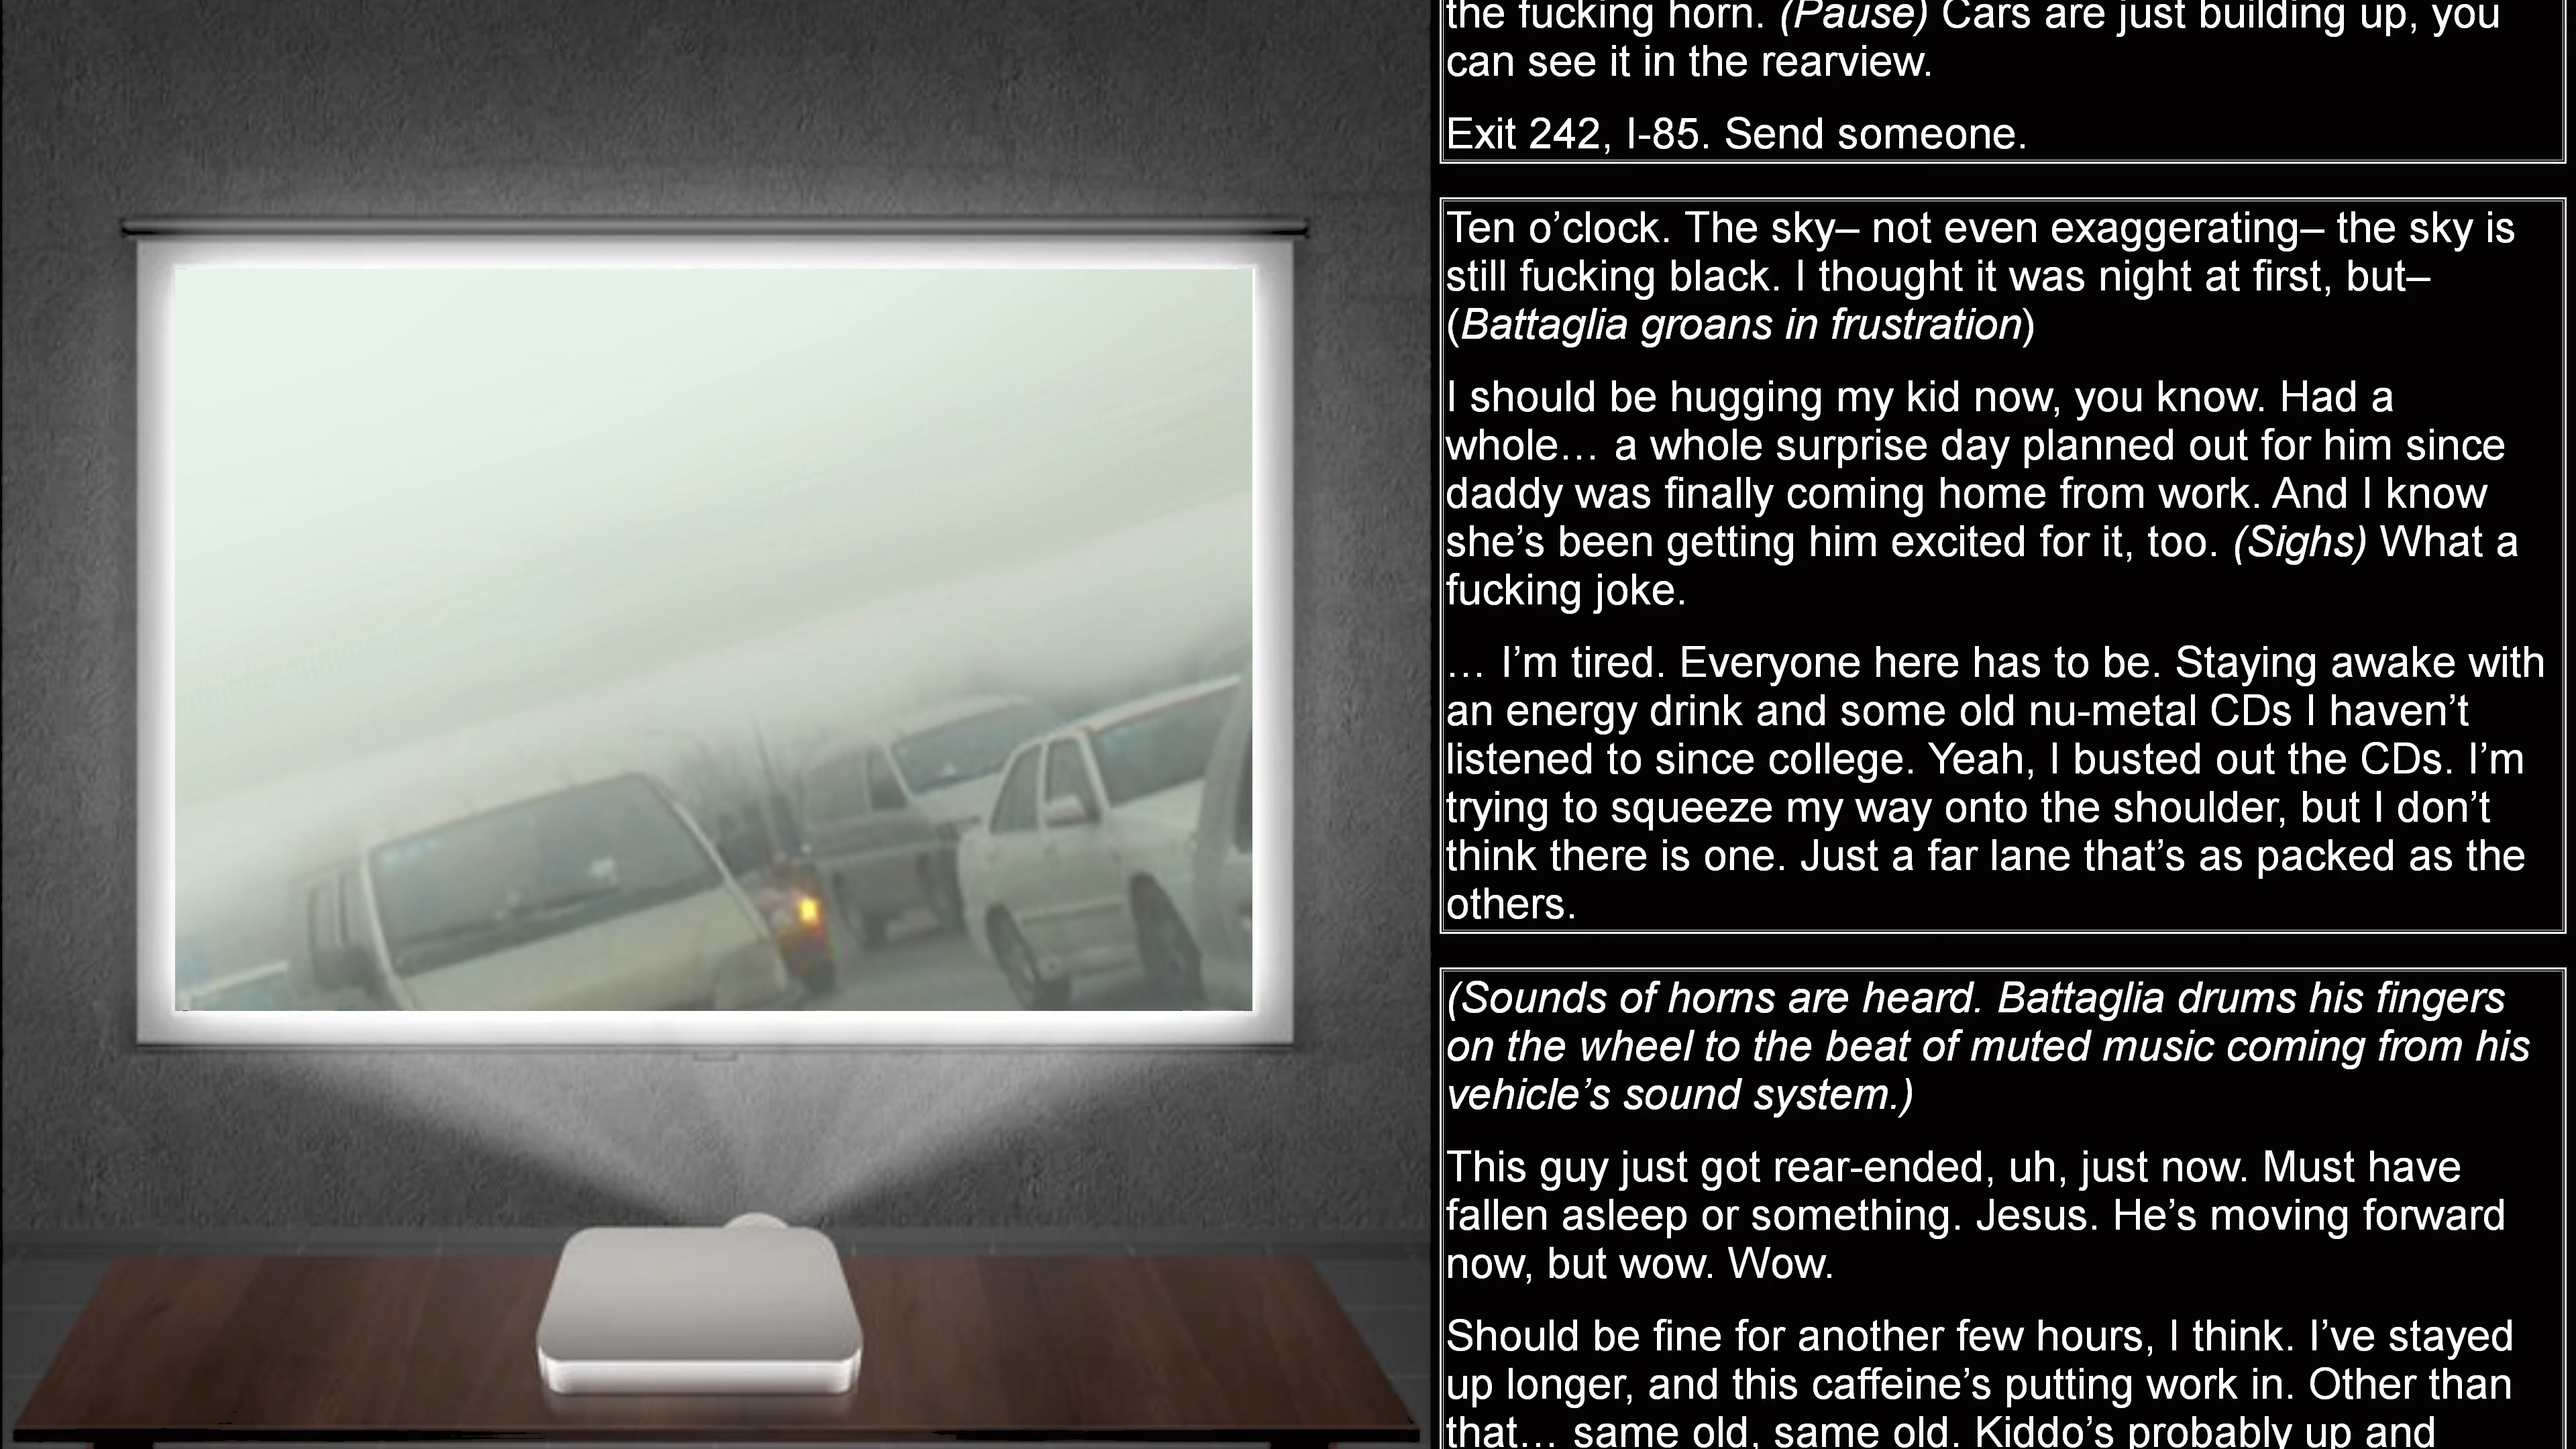 the fucking horn. (Pause) Cars are just building up, you
can see it in the rearview.
Exit 242, I-85. Send someone.
Ten o’clock. The sky– not even exaggerating– the sky is
still fucking black. I thought it was night at first, but–
(Battaglia groans in frustration)
I should be hugging my kid now, you know. Had a
whole… a whole surprise day planned out for him since
daddy was finally coming home from work. And I know
she’s been getting him excited for it, too. (Sighs) What a
fucking joke.
… I’m tired. Everyone here has to be. Staying awake with
an energy drink and some old nu-metal CDs I haven’t
listened to since college. Yeah, I busted out the CDs. I’m
trying to squeeze my way onto the shoulder, but I don’t
think there is one. Just a far lane that’s as packed as the
others.
(Sounds of horns are heard. Battaglia drums his fingers
on the wheel to the beat of muted music coming from his
vehicle’s sound system.)
This guy just got rear-ended, uh, just now. Must have
fallen asleep or something. Jesus. He’s moving forward
now, but wow. Wow.
Should be fine for another few hours, I think. I’ve stayed
up longer, and this caffeine’s putting work in. Other than
that… same old, same old. Kiddo’s probably up and